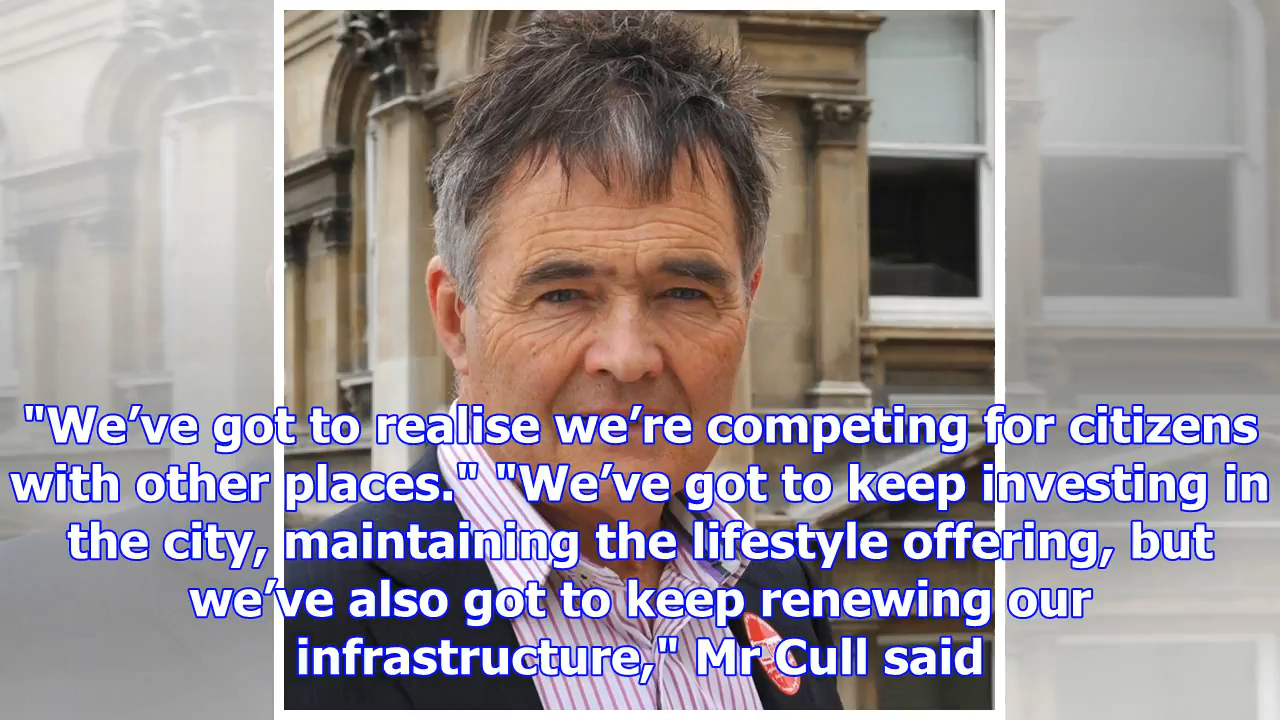 "We’ve got to realise we’re competing for citizens
with other places." "We’ve got to keep investing in
the city, maintaining the lifestyle offering, but
we’ve also got to keep renewing our
infrastructure," Mr Cull said